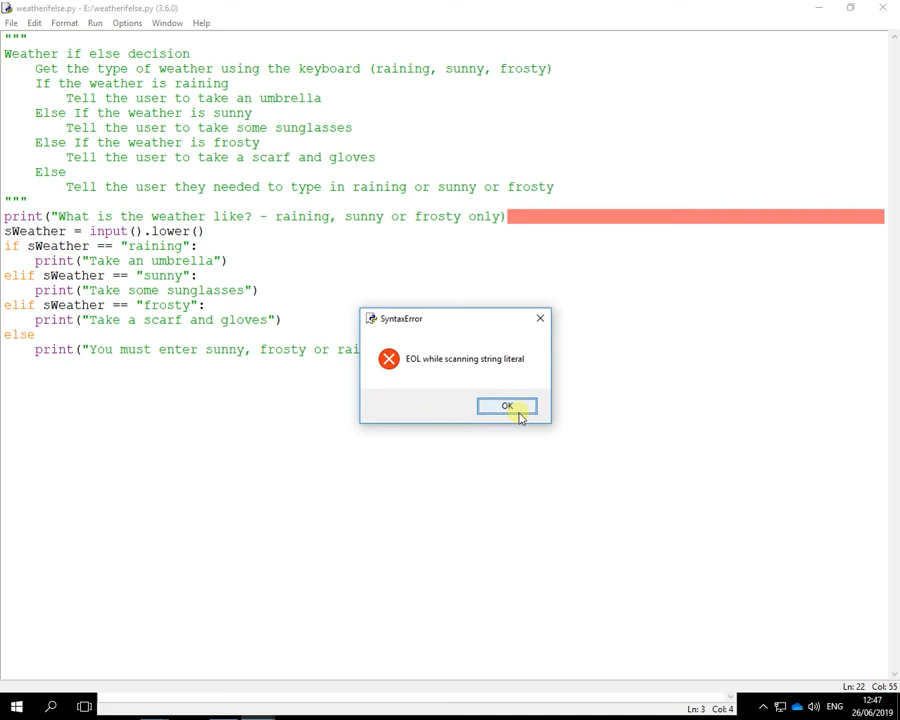 weatherifelse.py - E:/weatherifelse.py (3.6.0)
File Edit Format Run Options Window Help
"""
Weather if else decision
    Get the type of weather using the keyboard (raining, sunny, frosty)
    If the weather is raining
        Tell the user to take an umbrella
    Else If the weather is sunny
        Tell the user to take some sunglasses
    Else If the weather is frosty
        Tell the user to take a scarf and gloves
    Else
        Tell the user they needed to type in raining or sunny or frosty
"""
print("What is the weather like? - raining, sunny or frosty only)
sWeather = input().lower()
if sWeather == "raining":
    print("Take an umbrella")
elif sWeather == "sunny":
    print("Take some sunglasses")
elif sWeather == "frosty":
    print("Take a scarf and gloves")
else
    print("You must enter sunny, frosty or rai
SyntaxError
EOL while scanning string literal
OK
Ln: 22 Col: 55
Ln: 3 Col: 4
ENG
12:47
26/06/2019